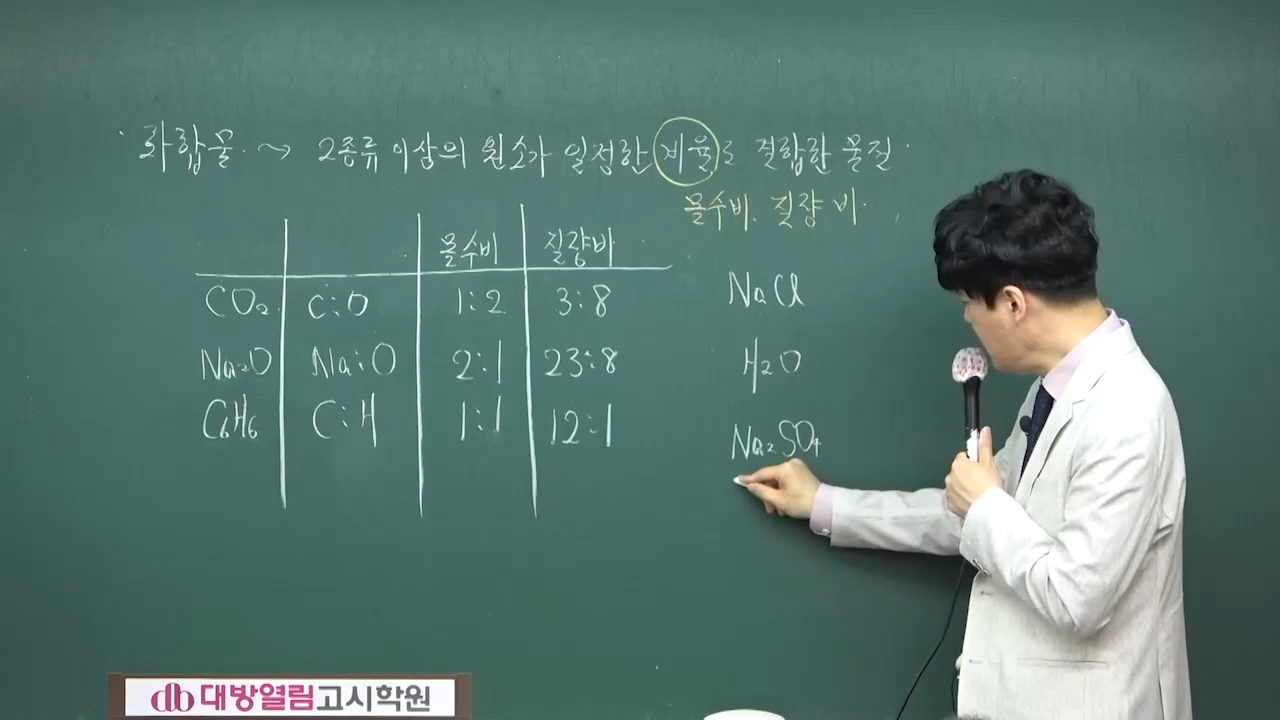 · 화합물 ~> 2종류 이상의 원소가 일정한 비율로 결합한 물질
몰수비. 질량비
몰수비 질량비
CO₂ C:O 1:2 3:8
Na₂O Na:O 2:1 23:8
C₆H₆ C:H 1:1 12:1
NaCl
H₂O
Na₂SO₄
db 대방열림고시학원